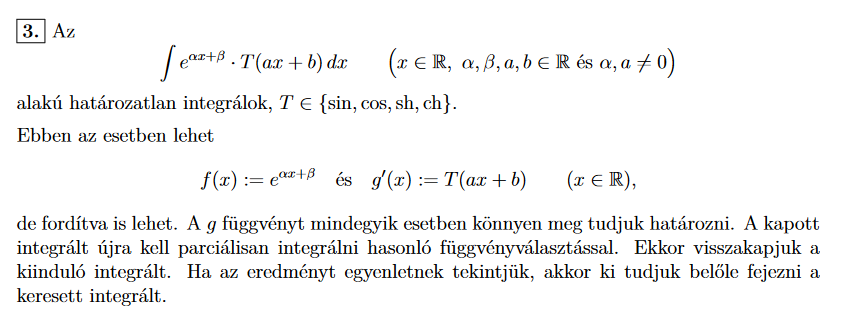 3. Az
∫ e^{αx+β} · T(ax + b) dx (x ∈ ℝ, α, β, a, b ∈ ℝ és α, a ≠ 0)
alakú határozatlan integrálok, T ∈ {sin, cos, sh, ch}.
Ebben az esetben lehet
f(x) := e^{αx+β} és g′(x) := T(ax + b) (x ∈ ℝ),
de fordítva is lehet. A g függvényt mindegyik esetben könnyen meg tudjuk határozni. A kapott
integrált újra kell parciálisan integrálni hasonló függvényválasztással. Ekkor visszakapjuk a
kiinduló integrált. Ha az eredményt egyenletnek tekintjük, akkor ki tudjuk belőle fejezni a
keresett integrált.